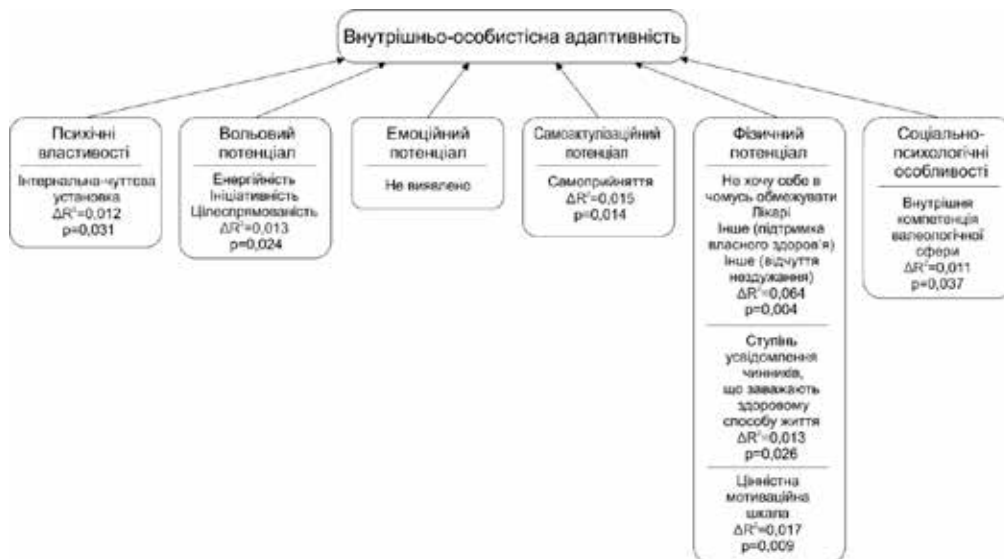 Внутрішньо-особистісна адаптивність
Психічні
властивості
Інтернальна-чуттєва
установка
ΔR²=0,012
p=0,031
Вольовий
потенціал
Енергійність
Ініціативність
Цілеспрямованість
ΔR²=0,013
p=0,024
Емоційний
потенціал
Не виявлено
Самоактулізаційний
потенціал
Самоприйняття
ΔR²=0,015
p=0,014
Фізичний
потенціал
Не хочу себе в
чомусь обмежувати
Лікарі
Інше (підтримка
власного здоров'я)
Інше (відчуття
нездужання)
ΔR²=0,064
p=0,004
Ступінь
усвідомлення
чинників,
що заважають
здоровому
способу життя
ΔR²=0,013
p=0,026
Цінністна
мотиваційна
шкала
ΔR²=0,017
p=0,009
Соціально-
психологічні
особливості
Внутрішня
компетенція
валеологічної
сфери
ΔR²=0,011
p=0,037